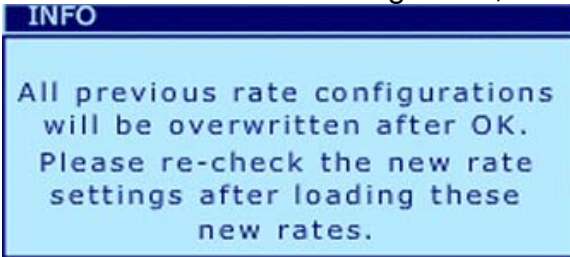 INFO
All previous rate configurations
will be overwritten after OK.
Please re-check the new rate
settings after loading these
new rates.